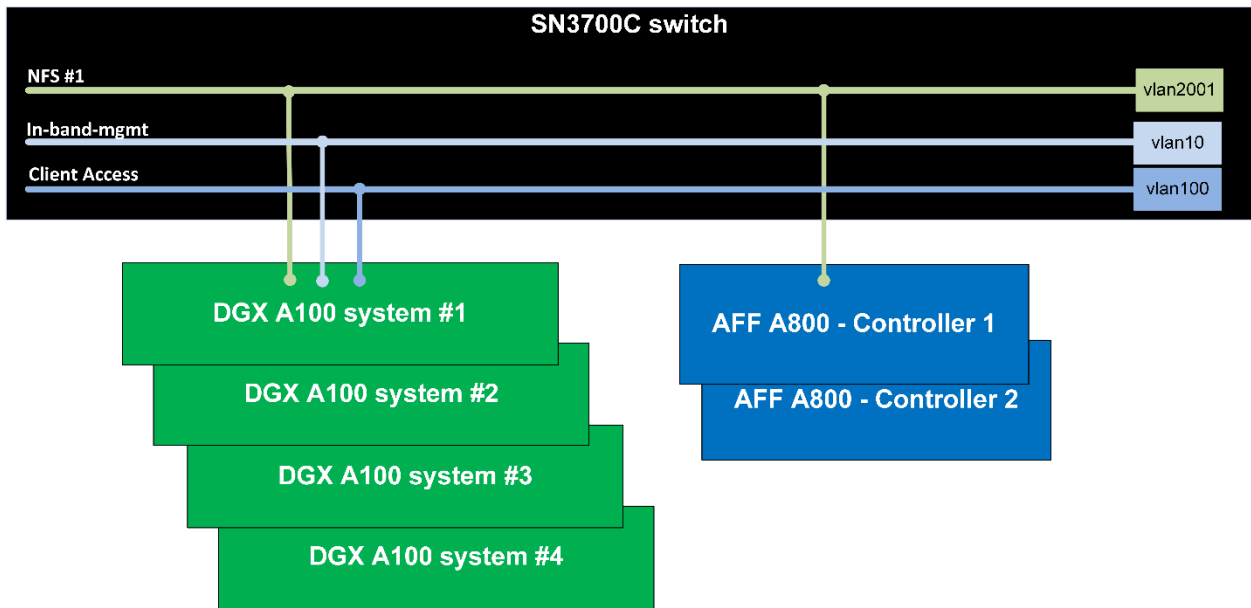 SN3700C switch
NFS #1
vlan2001
In-band-mgmt
vlan10
Client Access
vlan100
DGX A100 system #1
DGX A100 system #2
DGX A100 system #3
DGX A100 system #4
AFF A800 - Controller 1
AFF A800 - Controller 2